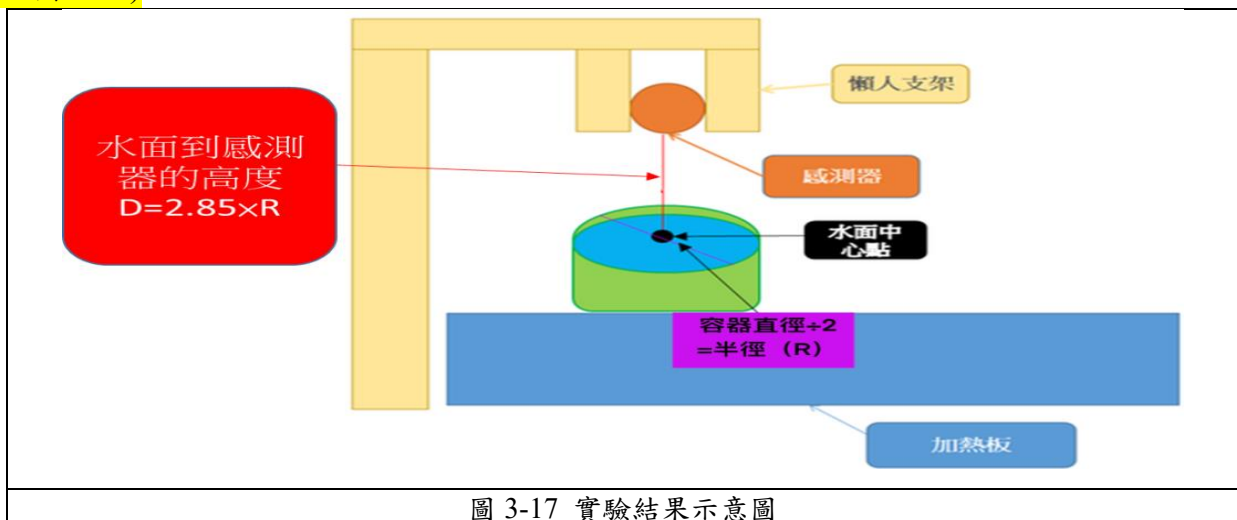 懶人支架
水面到感測
器的高度
D=2.85×R
感測器
水面中
心點
容器直徑÷2
=半徑（R）
加熱板
圖 3-17 實驗結果示意圖